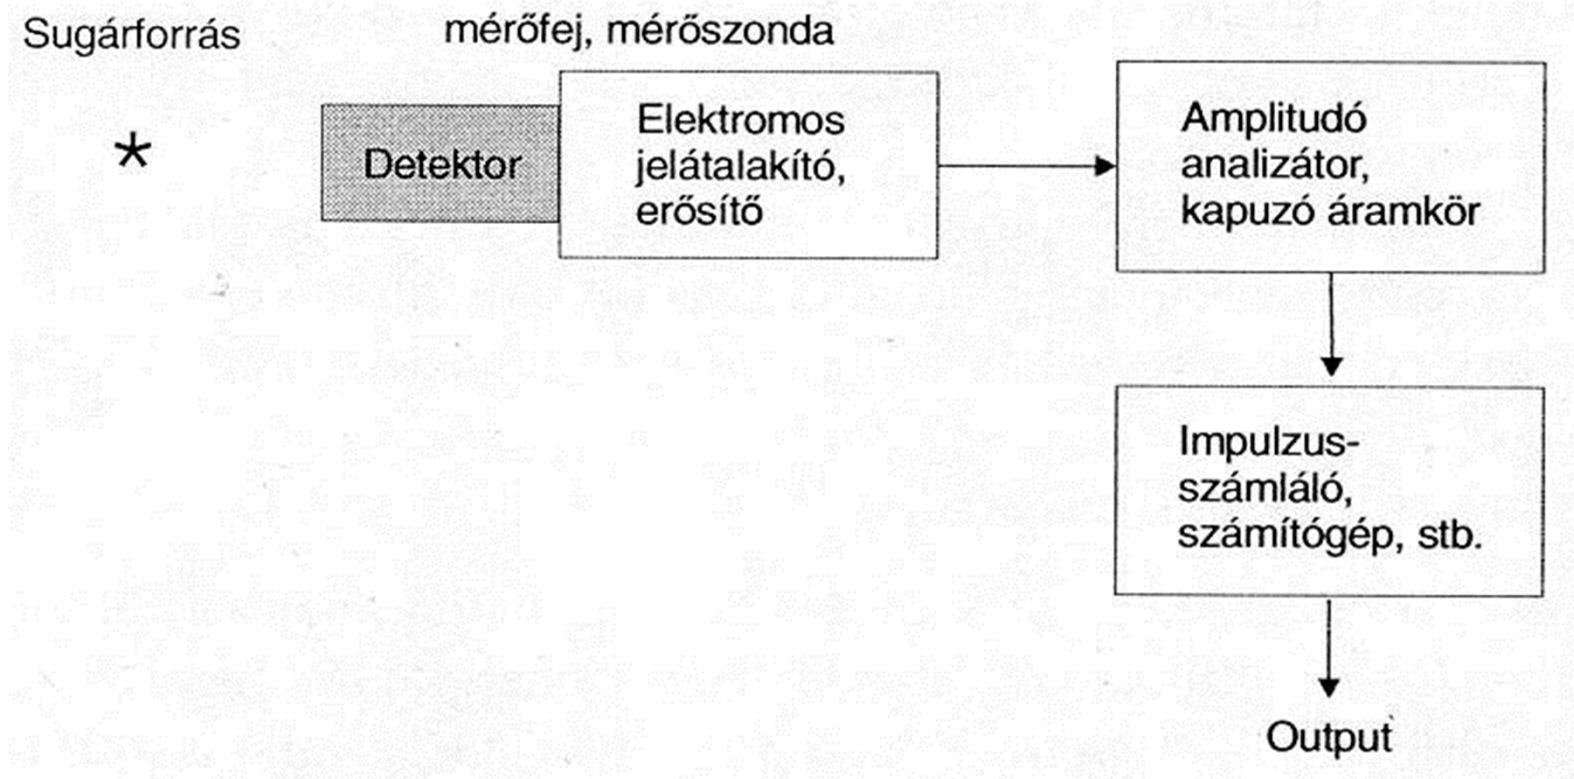 Sugárforrás
mérőfej, mérőszonda
Detektor
Elektromos
jelátalakító,
erősítő
Amplitudó
analizátor,
kapuzó áramkör
Impulzus-
számláló,
számítógép, stb.
Output